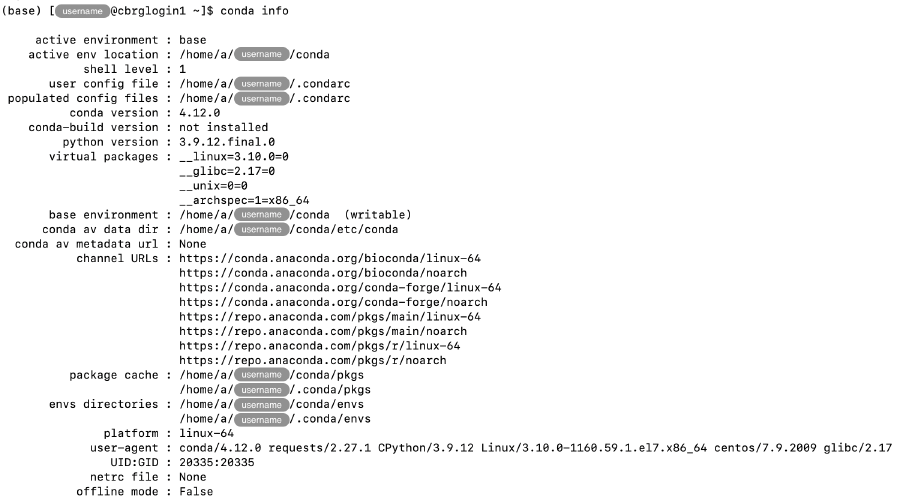 (base) [username@cbrglogin1 ~]$ conda info
active environment : base
active env location : /home/a/username/conda
shell level : 1
user config file : /home/a/username/.condarc
populated config files : /home/a/username/.condarc
conda version : 4.12.0
conda-build version : not installed
python version : 3.9.12.final.0
virtual packages : __linux=3.10.0=0
__glibc=2.17=0
__unix=0=0
__archspec=1=x86_64
base environment : /home/a/username/conda  (writable)
conda av data dir : /home/a/username/conda/etc/conda
conda av metadata url : None
channel URLs : https://conda.anaconda.org/bioconda/linux-64
https://conda.anaconda.org/bioconda/noarch
https://conda.anaconda.org/conda-forge/linux-64
https://conda.anaconda.org/conda-forge/noarch
https://repo.anaconda.com/pkgs/main/linux-64
https://repo.anaconda.com/pkgs/main/noarch
https://repo.anaconda.com/pkgs/r/linux-64
https://repo.anaconda.com/pkgs/r/noarch
package cache : /home/a/username/conda/pkgs
/home/a/username/.conda/pkgs
envs directories : /home/a/username/conda/envs
/home/a/username/.conda/envs
platform : linux-64
user-agent : conda/4.12.0 requests/2.27.1 CPython/3.9.12 Linux/3.10.0-1160.59.1.el7.x86_64 centos/7.9.2009 glibc/2.17
UID:GID : 20335:20335
netrc file : None
offline mode : False